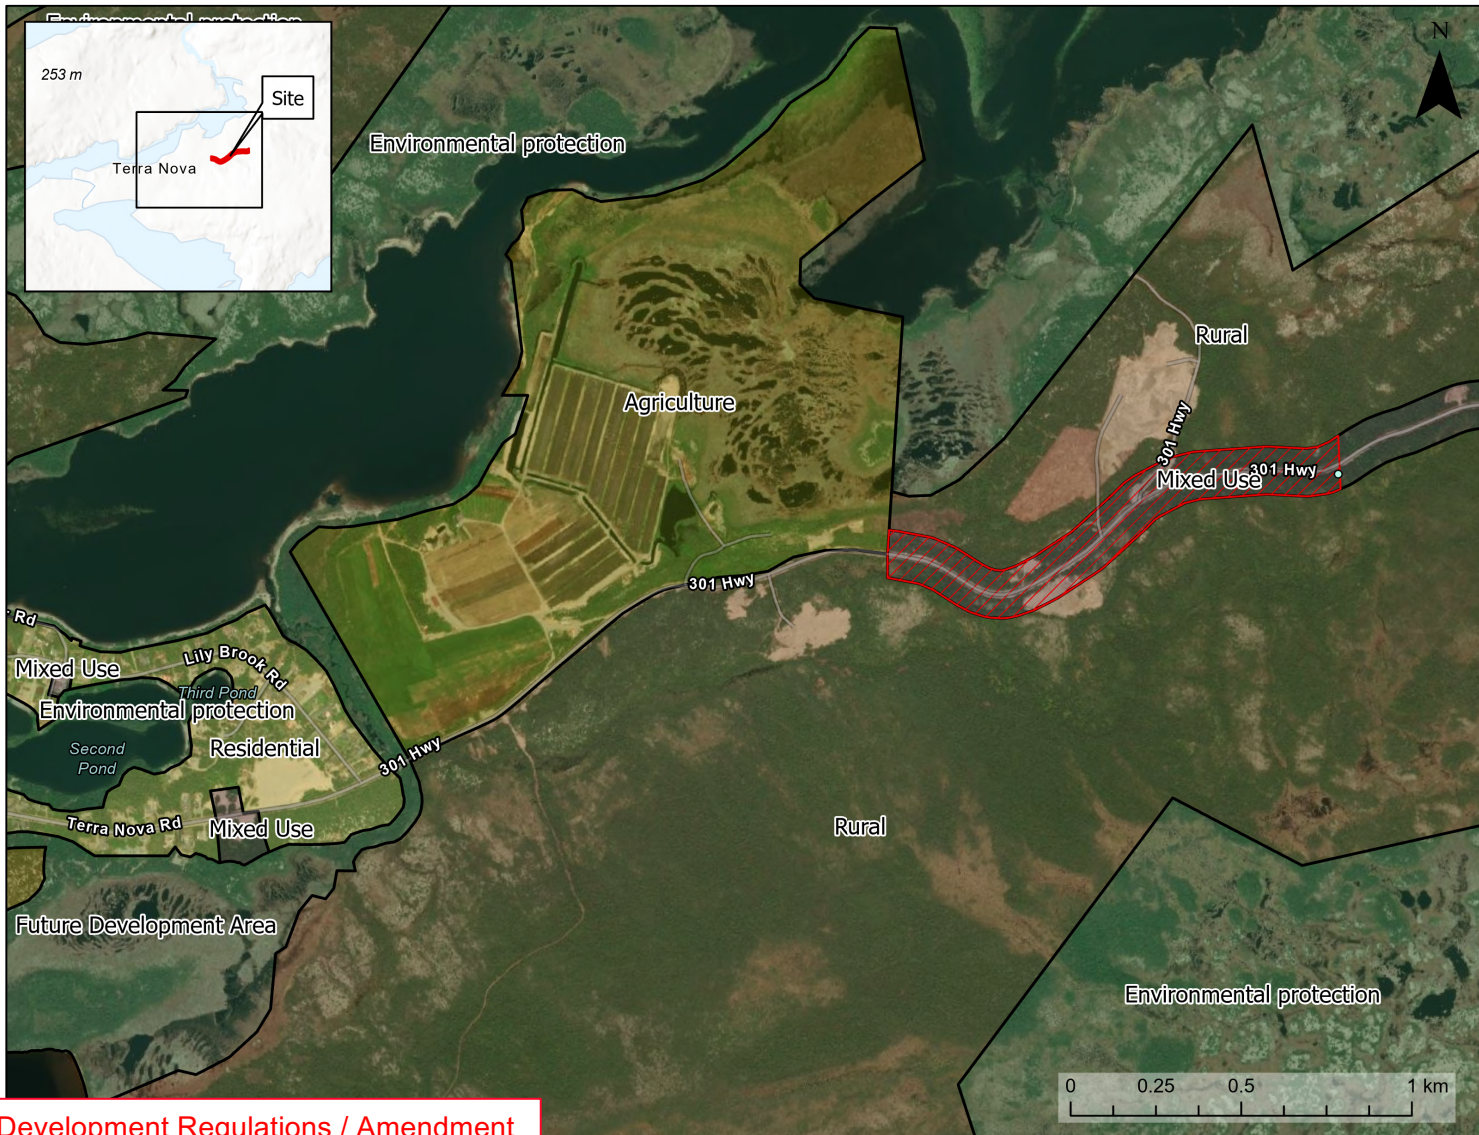 Environmental protection
253 m
Site
Terra Nova
N
Environmental protection
Rural
Agriculture
301 Hwy
301 Hwy
Mixed Use
301 Hwy
Rd
Lily Brook Rd
Mixed Use
Third Pond
Environmental protection
Second
Pond
Residential
301 Hwy
Terra Nova Rd
Mixed Use
Rural
Future Development Area
Environmental protection
0 0.25 0.5 1 km
Development Regulations / Amendment